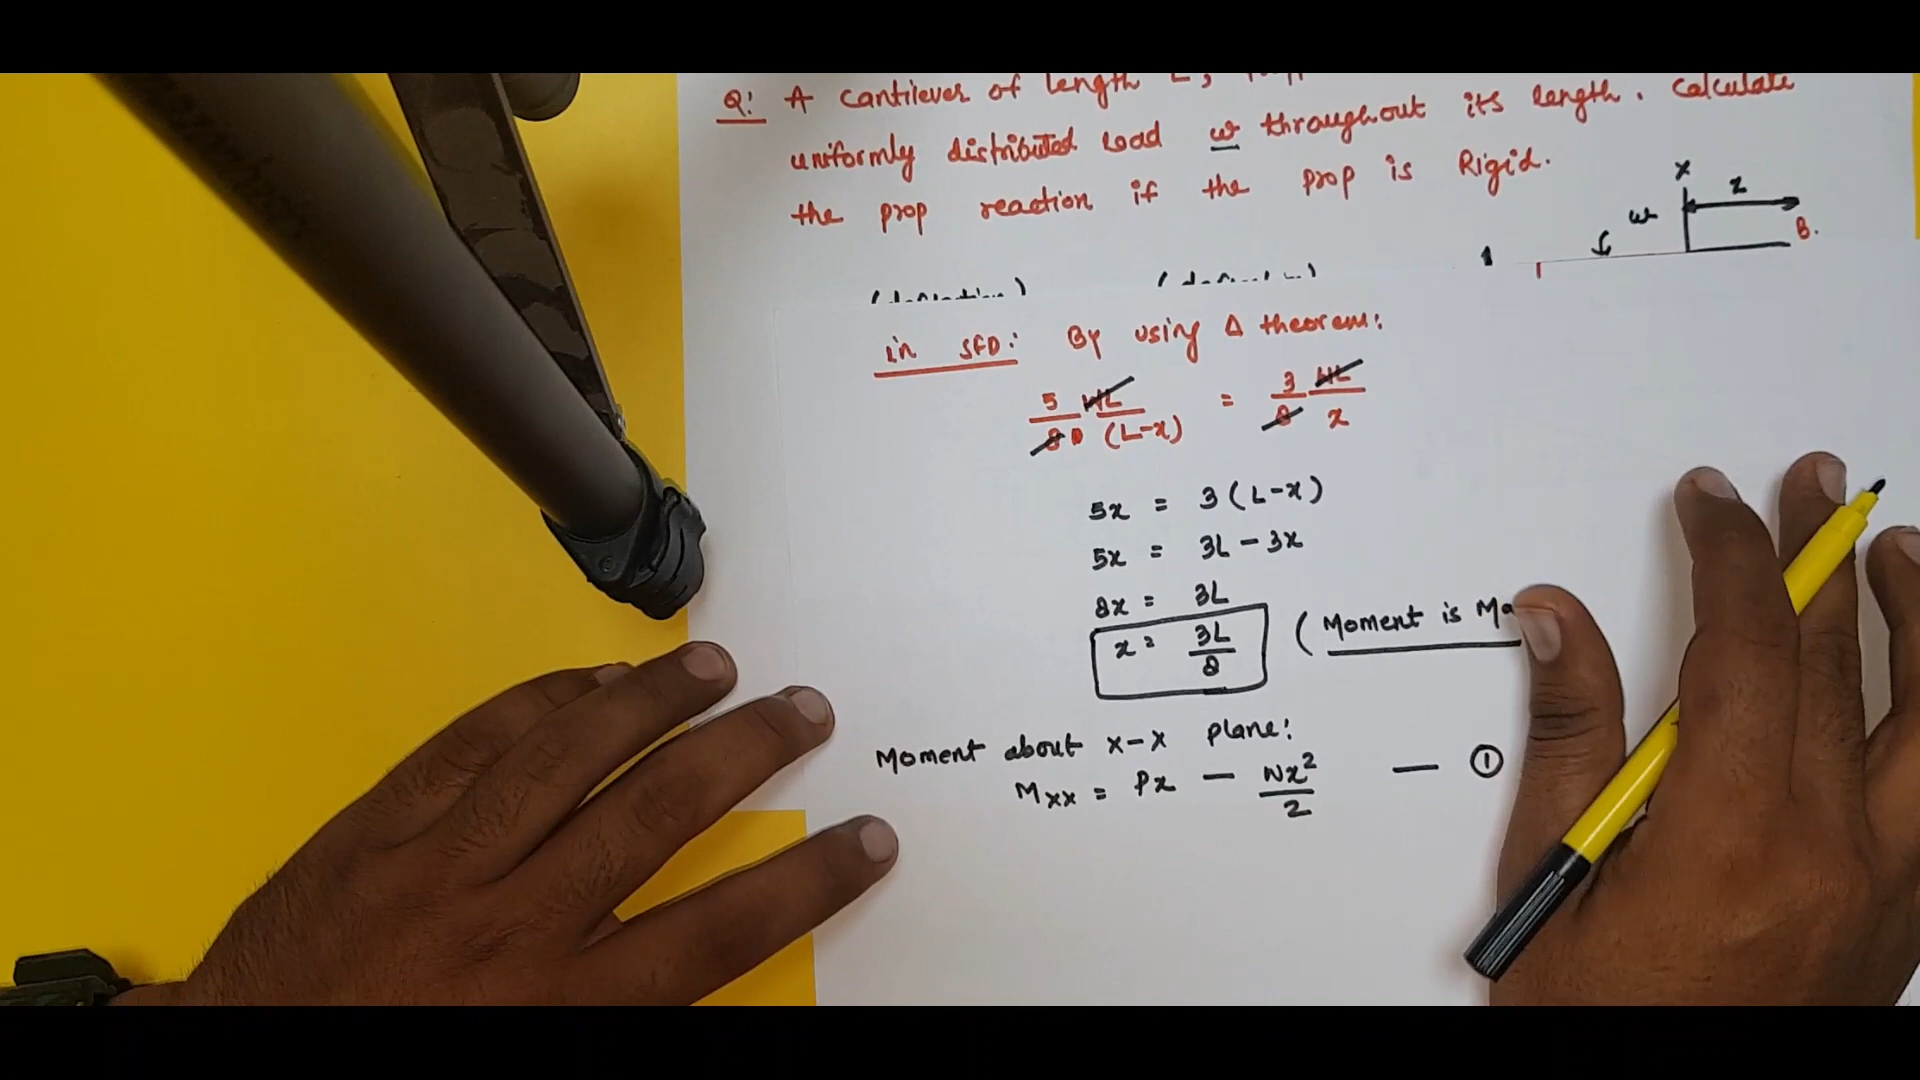 Q: A cantilever of length L,
uniformly distributed load w throughout its length. Calculate
the prop reaction if the prop is Rigid.
X
x
w
B.
in SFD: By using Δ theorem:
5/8 WL/(L-x) = 3/8 WL/x
5x = 3(L-x)
5x = 3L - 3x
8x = 3L
x = 3L/8 (Moment is Ma
Moment about x-x plane:
Mxx = Px - Wx²/2 — ①